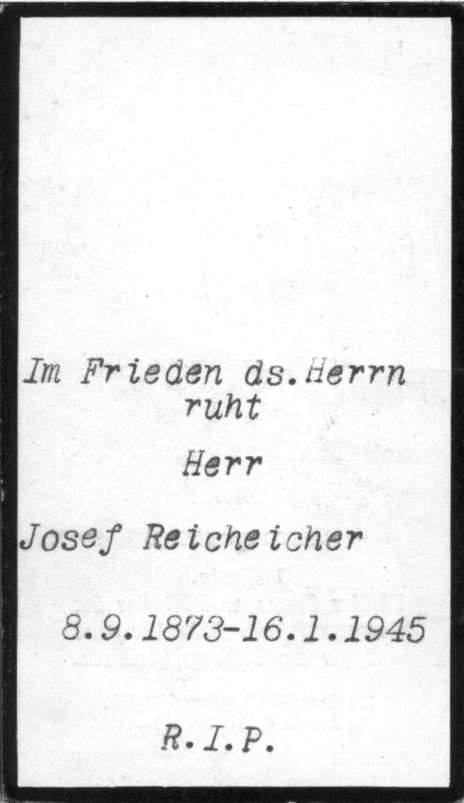 Im Frieden ds.Herrn
ruht
Herr
Josef Reicheicher
8.9.1873-16.1.1945
R.I.P.